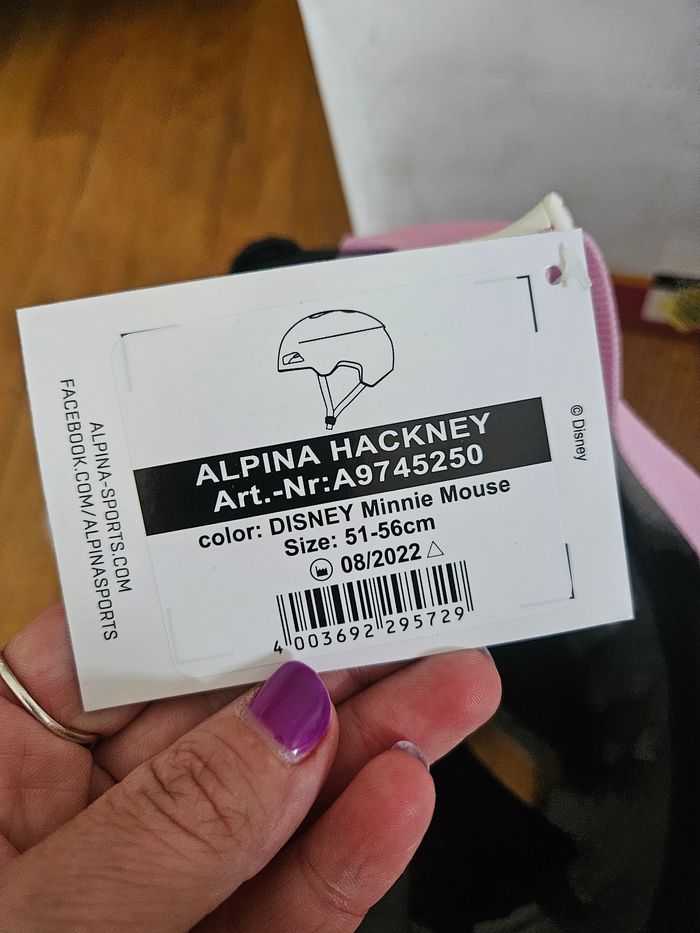 ALPINA HACKNEY
Art.-Nr:A9745250
color: DISNEY Minnie Mouse
Size: 51-56cm
08/2022
4 003692 295729
ALPINA-SPORTS.COM
FACEBOOK.COM/ALPINASPORTS
© Disney